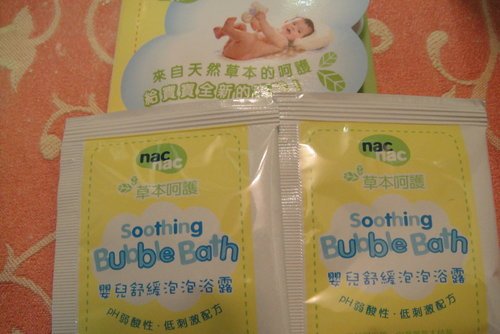 來自天然草本的呵護
給寶寶全新的
nac nac
草本呵護
Soothing
Bubble Bath
嬰兒舒緩泡泡浴露
pH弱酸性·低刺激配方
nac nac
草本呵護
Soothing
Bubble Bath
嬰兒舒緩泡泡浴露
pH弱酸性·低刺激配方